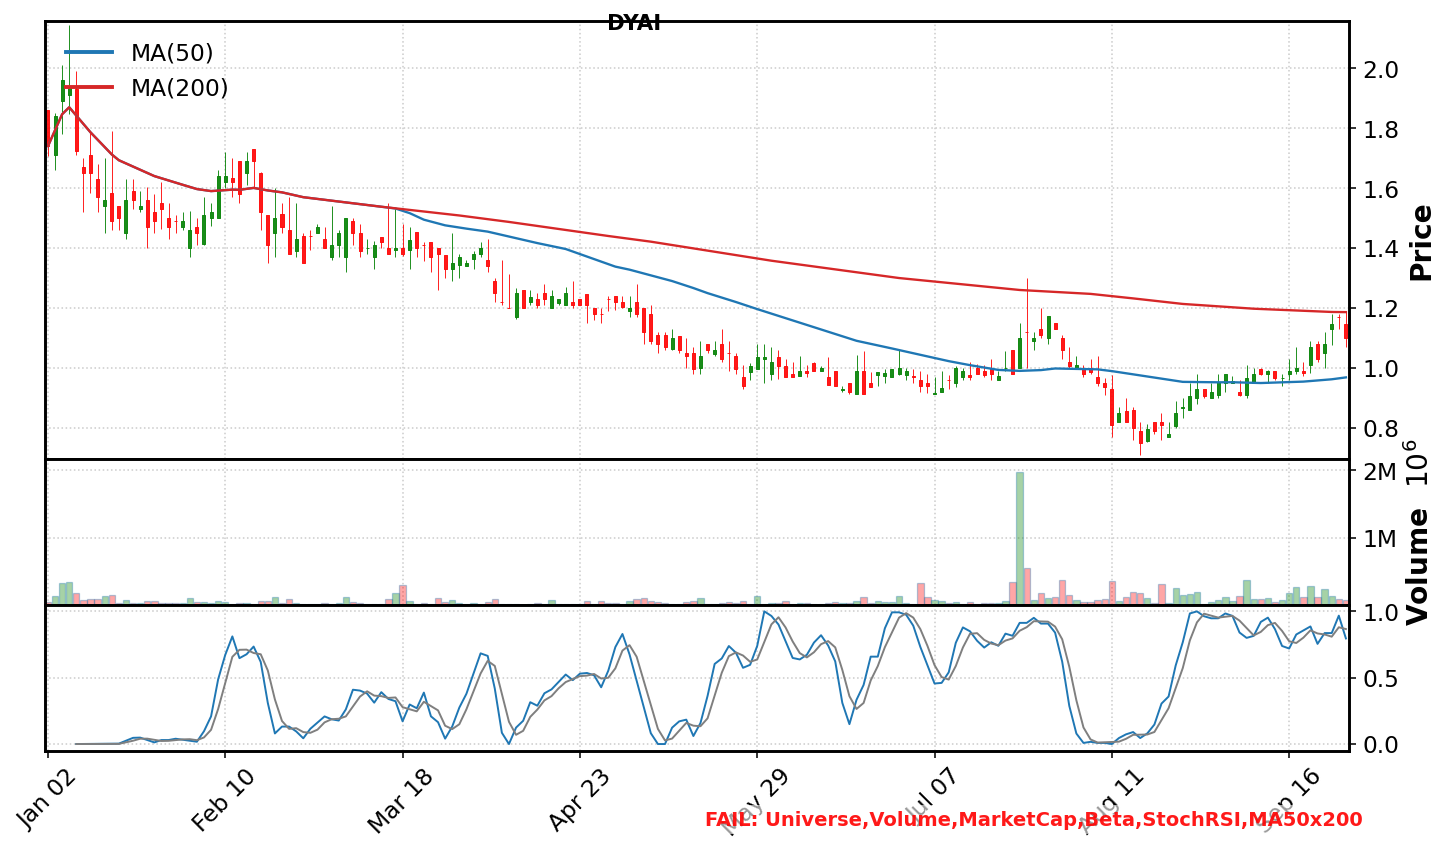 DYAI
MA(50)
MA(200)
2.0
1.8
1.6
1.4
1.2
1.0
0.8
Price
2M
1M
Volume 10^6
1.0
0.5
0.0
Jan 02
Feb 10
Mar 18
Apr 23
May 29
Jul 07
Aug 11
Sep 16
FAIL: Universe,Volume,MarketCap,Beta,StochRSI,MA50x200